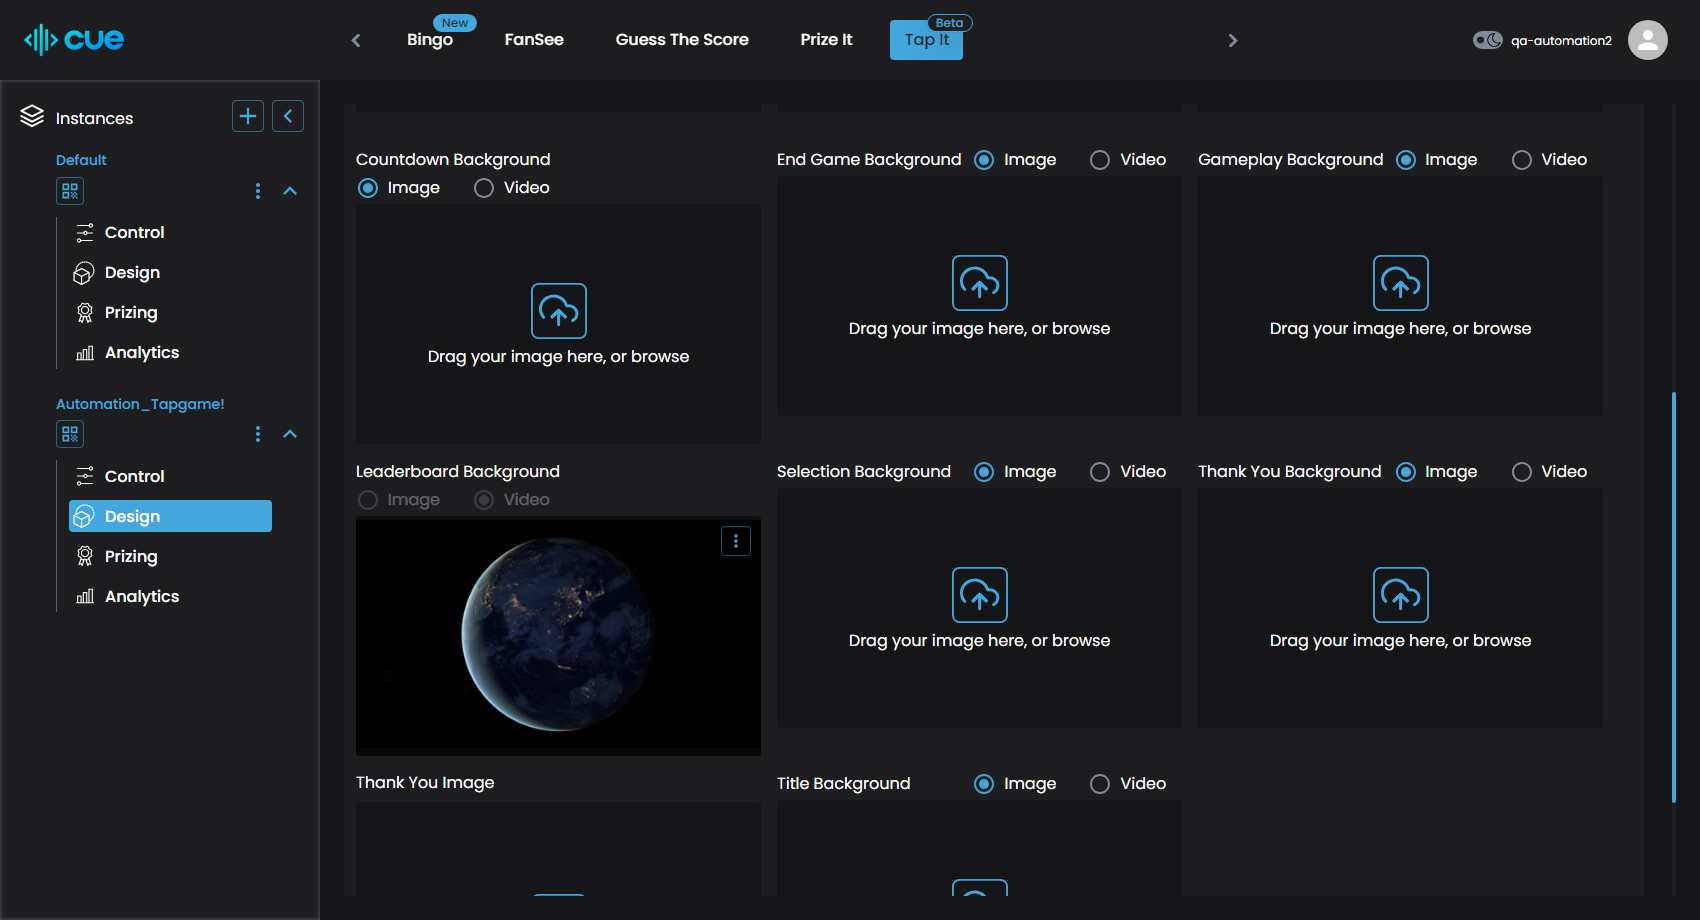 cue
New
Bingo
FanSee
Guess The Score
Prize It
Beta
Tap It
qa-automation2
Instances
Default
Control
Design
Prizing
Analytics
Automation_Tapgame!
Control
Design
Prizing
Analytics
Countdown Background
Image Video
Drag your image here, or browse
End Game Background Image Video
Drag your image here, or browse
Gameplay Background Image Video
Drag your image here, or browse
Leaderboard Background
Image Video
Selection Background Image Video
Drag your image here, or browse
Thank You Background Image Video
Drag your image here, or browse
Thank You Image
Title Background Image Video